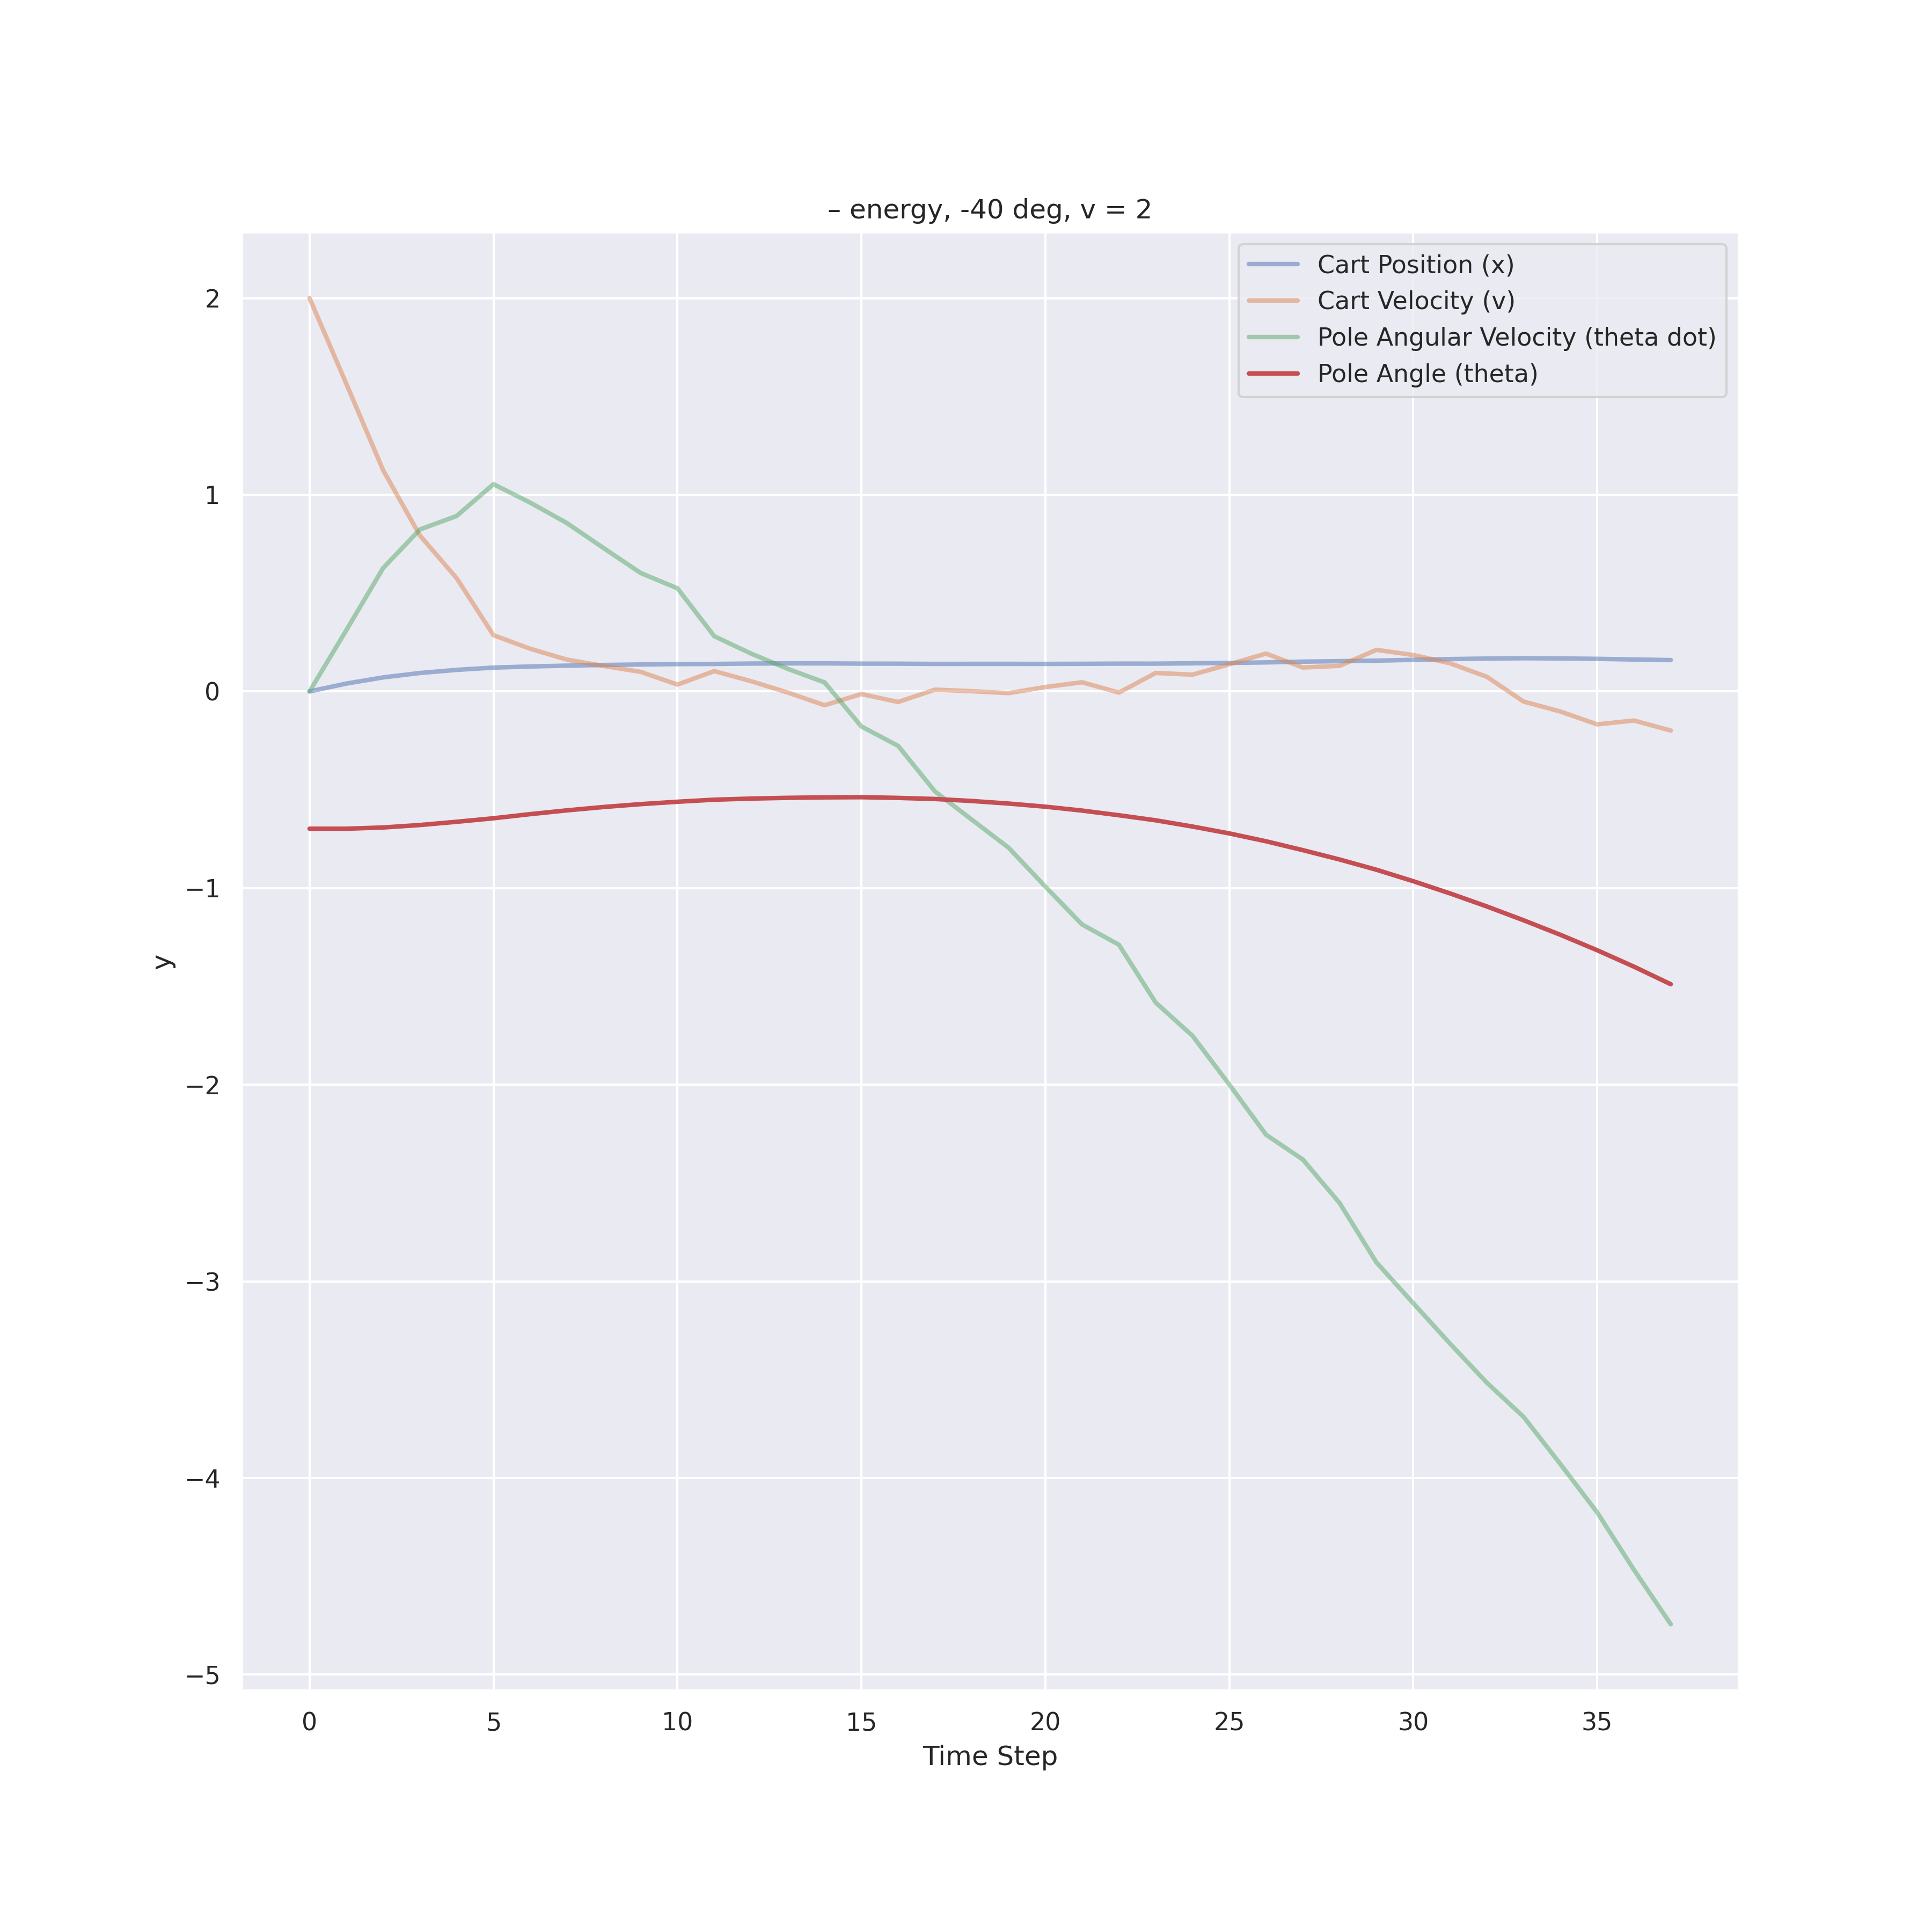 – energy, -40 deg, v = 2
Cart Position (x)
Cart Velocity (v)
Pole Angular Velocity (theta dot)
Pole Angle (theta)
2
1
0
−1
−2
−3
−4
−5
y
0 5 10 15 20 25 30 35
Time Step